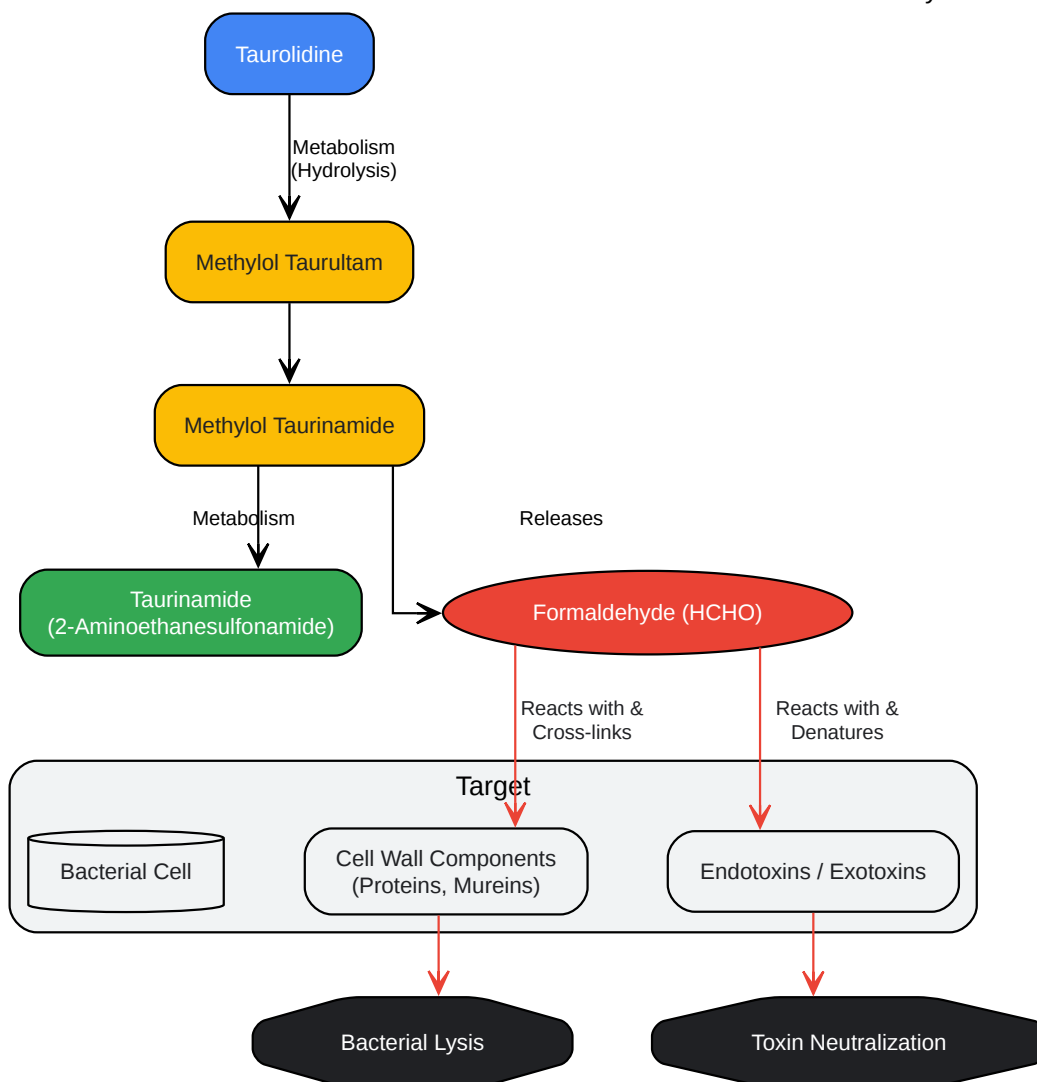 Taurolidine
Metabolism
(Hydrolysis)
Methylol Taurultam
Methylol Taurinamide
Metabolism
Releases
Taurinamide
(2-Aminoethanesulfonamide)
Formaldehyde (HCHO)
Reacts with &
Cross-links
Reacts with &
Denatures
Target
Bacterial Cell
Cell Wall Components
(Proteins, Mureins)
Endotoxins / Exotoxins
Bacterial Lysis
Toxin Neutralization